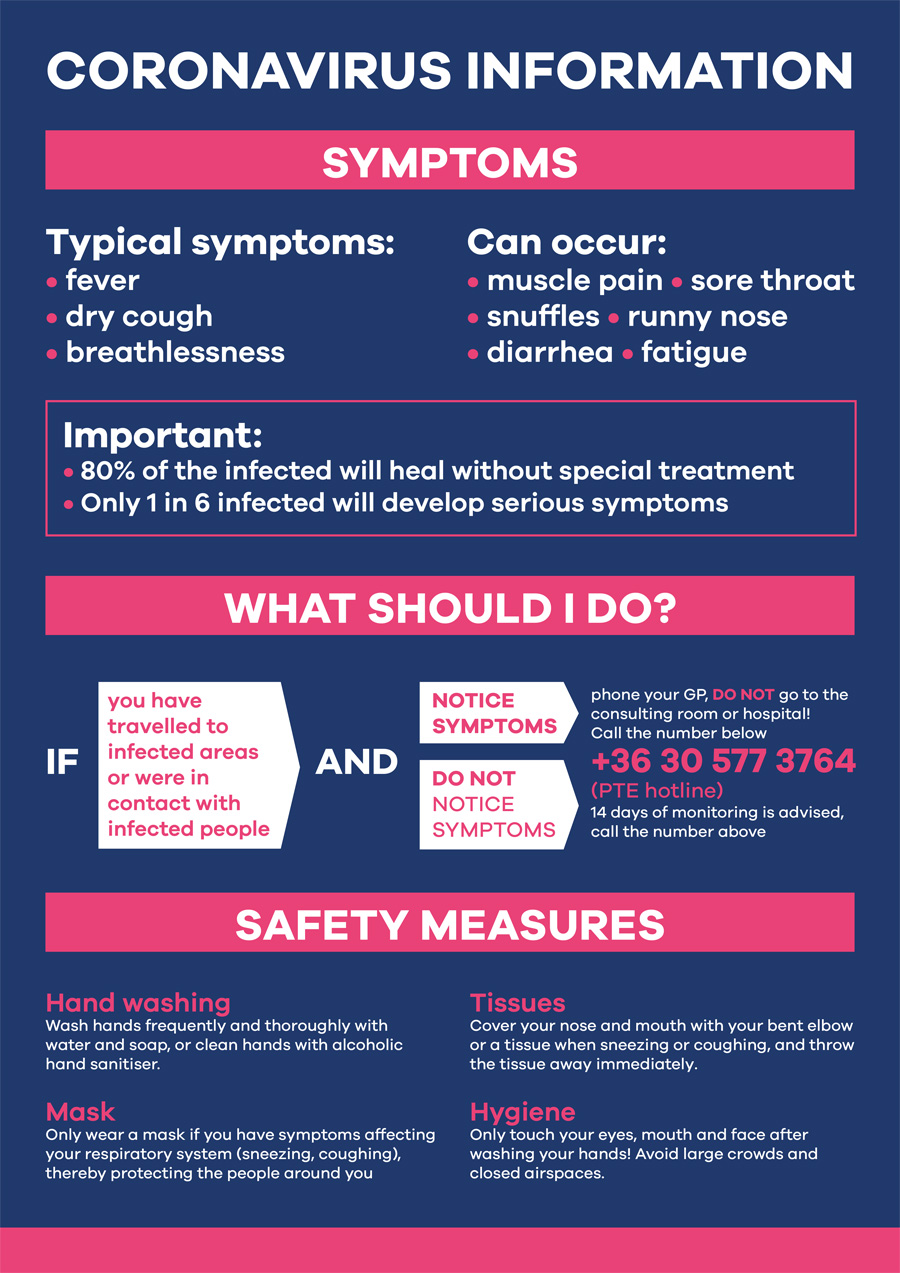 CORONAVIRUS INFORMATION
SYMPTOMS
Typical symptoms:
• fever
• dry cough
• breathlessness
Can occur:
• muscle pain • sore throat
• snuffles • runny nose
• diarrhea • fatigue
Important:
• 80% of the infected will heal without special treatment
• Only 1 in 6 infected will develop serious symptoms
WHAT SHOULD I DO?
IF
you have
travelled to
infected areas
or were in
contact with
infected people
AND
NOTICE
SYMPTOMS
phone your GP, DO NOT go to the
consulting room or hospital!
Call the number below
+36 30 577 3764
(PTE hotline)
DO NOT
NOTICE
SYMPTOMS
14 days of monitoring is advised,
call the number above
SAFETY MEASURES
Hand washing
Wash hands frequently and thoroughly with
water and soap, or clean hands with alcoholic
hand sanitiser.
Tissues
Cover your nose and mouth with your bent elbow
or a tissue when sneezing or coughing, and throw
the tissue away immediately.
Mask
Only wear a mask if you have symptoms affecting
your respiratory system (sneezing, coughing),
thereby protecting the people around you
Hygiene
Only touch your eyes, mouth and face after
washing your hands! Avoid large crowds and
closed airspaces.